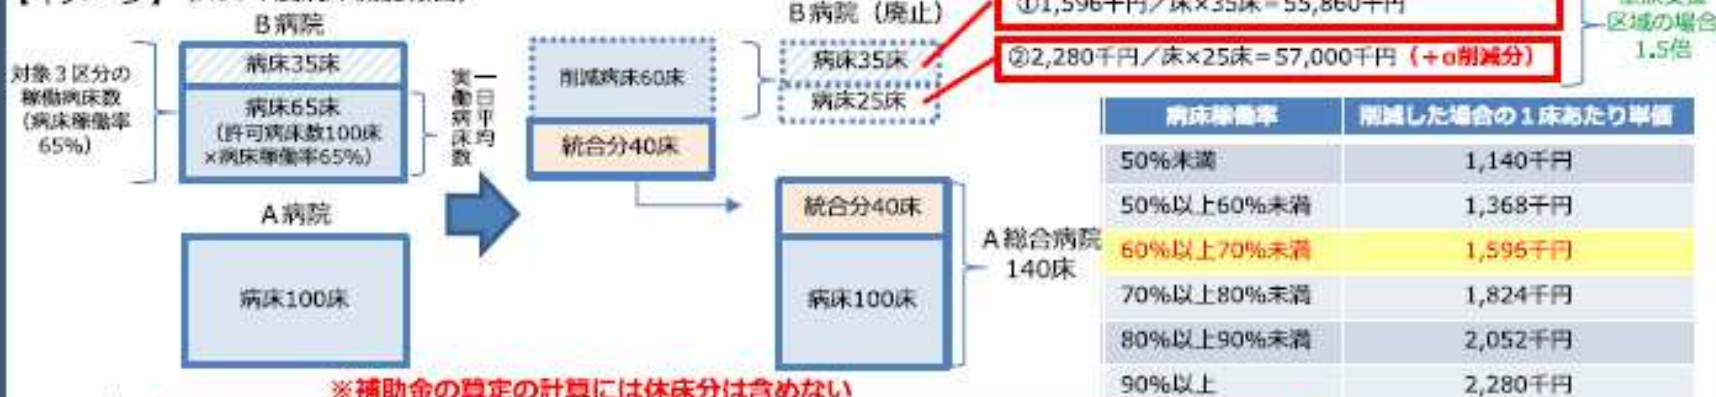 B病院
対象3区分の
稼働病床数
(病床稼働率
65%)
病床35床
病床65床
(許可病床数100床
×病床稼働率65%)
一日平均
実働病床数
A病院
病床100床
削減病床60床
統合分40床
B病院（廃止）
病床35床
病床25床
統合分40床
病床100床
A総合病院
140床
①1,596千円／床×35床＝55,860千円
②2,280千円／床×25床＝57,000千円（+α削減分）
区域の場合
1.5倍
病床稼働率 削減した場合の1床あたり単価
50%未満 1,140千円
50%以上60%未満 1,368千円
60%以上70%未満 1,596千円
70%以上80%未満 1,824千円
80%以上90%未満 2,052千円
90%以上 2,280千円
※補助金の算定の計算には休床分は含めない